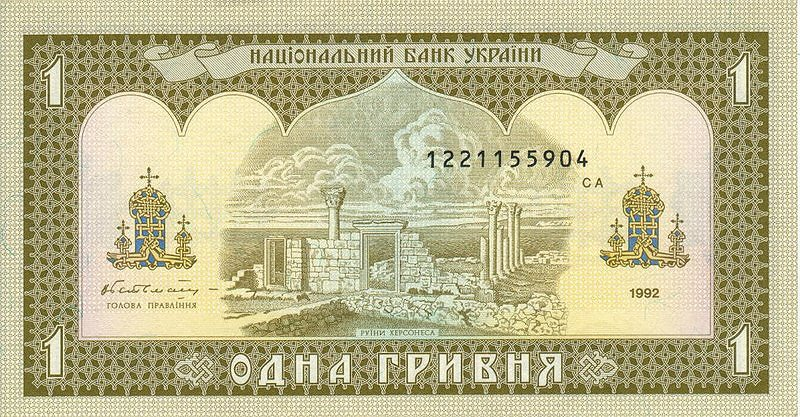 НАЦІОНАЛЬНИЙ БАНК УКРАЇНИ
1
1
1221155904
СА
ГОЛОВА ПРАВЛІННЯ
1992
РУЇНИ ХЕРСОНЕСА
1
ОДНА ГРИВНЯ
1